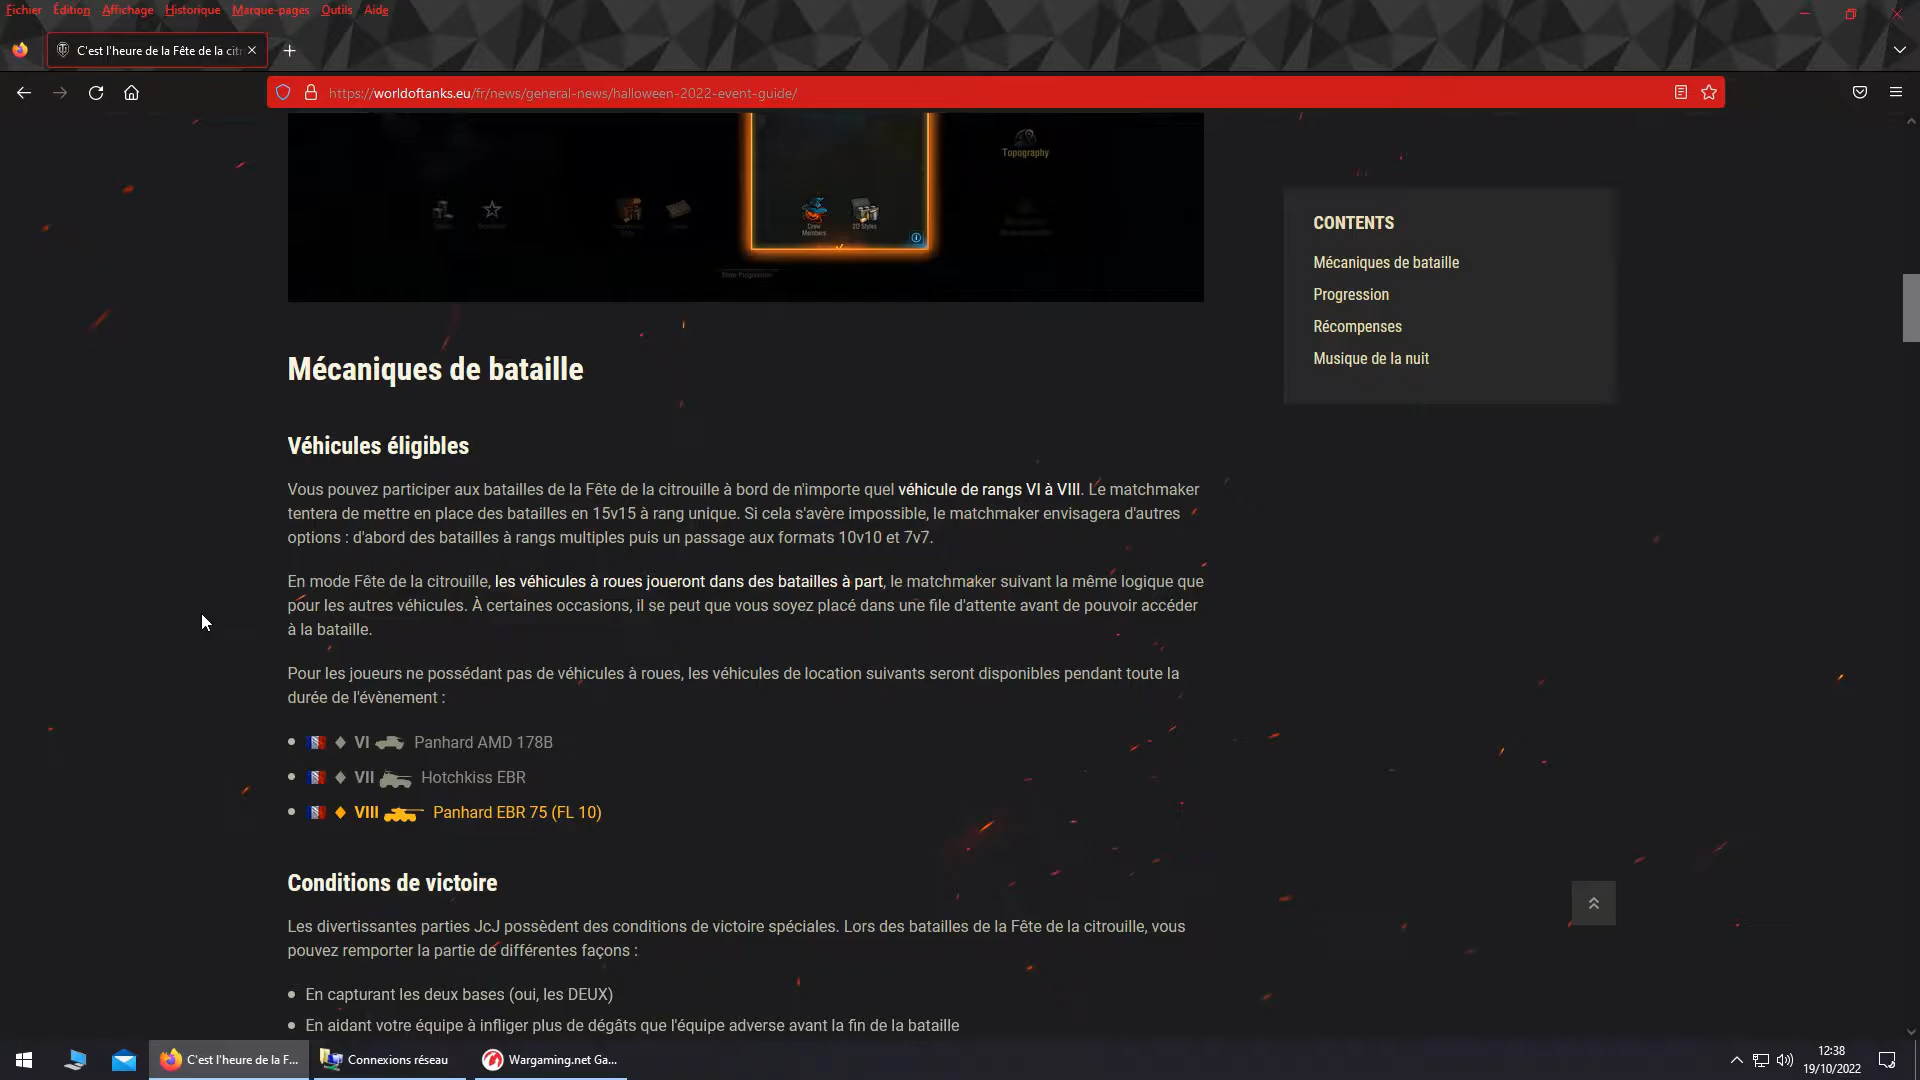 Fichier Édition Affichage Historique Marque-pages Outils Aide
C'est l'heure de la Fête de la cit
https://worldoftanks.eu/fr/news/general-news/halloween-2022-event-guide/
Topography
Crew Members
2D Styles
Show Progression
CONTENTS
Mécaniques de bataille
Progression
Récompenses
Musique de la nuit
Mécaniques de bataille
Véhicules éligibles
Vous pouvez participer aux batailles de la Fête de la citrouille à bord de n'importe quel véhicule de rangs VI à VIII. Le matchmaker
tentera de mettre en place des batailles en 15v15 à rang unique. Si cela s'avère impossible, le matchmaker envisagera d'autres
options : d'abord des batailles à rangs multiples puis un passage aux formats 10v10 et 7v7.
En mode Fête de la citrouille, les véhicules à roues joueront dans des batailles à part, le matchmaker suivant la même logique que
pour les autres véhicules. À certaines occasions, il se peut que vous soyez placé dans une file d'attente avant de pouvoir accéder
à la bataille.
Pour les joueurs ne possédant pas de véhicules à roues, les véhicules de location suivants seront disponibles pendant toute la
durée de l'évènement :
VI Panhard AMD 178B
VII Hotchkiss EBR
VIII Panhard EBR 75 (FL 10)
Conditions de victoire
Les divertissantes parties JcJ possèdent des conditions de victoire spéciales. Lors des batailles de la Fête de la citrouille, vous
pouvez remporter la partie de différentes façons :
En capturant les deux bases (oui, les DEUX)
En aidant votre équipe à infliger plus de dégâts que l'équipe adverse avant la fin de la bataille
C'est l'heure de la F...
Connexions réseau
Wargaming.net Ga...
12:38
19/10/2022